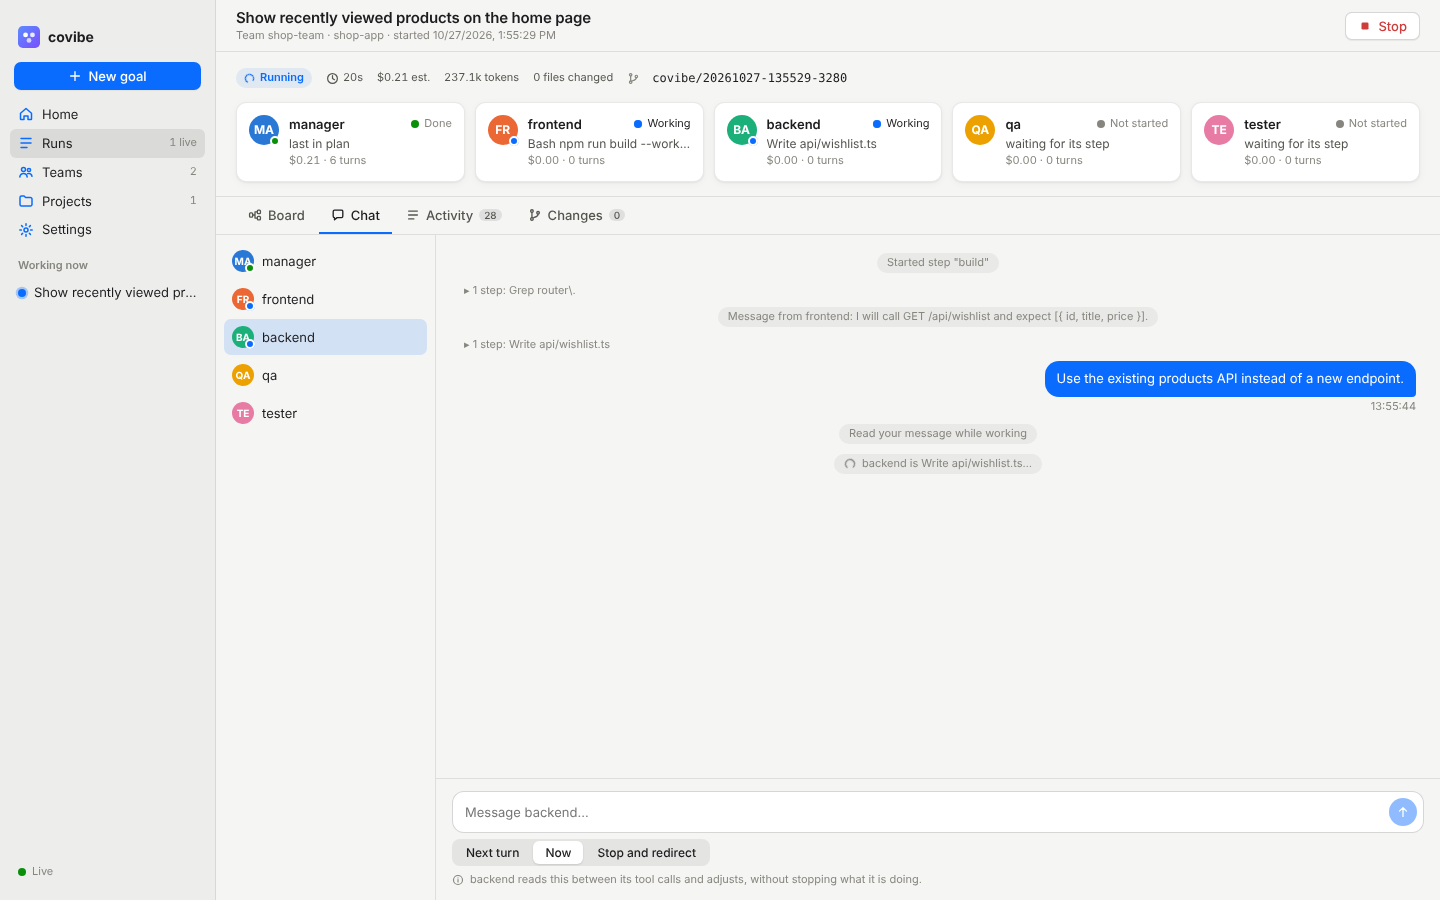 covibe
New goal
Home
Runs 1 live
Teams 2
Projects 1
Settings
Working now
Show recently viewed pr...
Live
Show recently viewed products on the home page
Team shop-team · shop-app · started 10/27/2026, 1:55:29 PM
Stop
Running 20s $0.21 est. 237.1k tokens 0 files changed covibe/20261027-135529-3280
MA manager Done
last in plan
$0.21 · 6 turns
FR frontend Working
Bash npm run build --work...
$0.00 · 0 turns
BA backend Working
Write api/wishlist.ts
$0.00 · 0 turns
QA qa Not started
waiting for its step
$0.00 · 0 turns
TE tester Not started
waiting for its step
$0.00 · 0 turns
Board Chat Activity 28 Changes 0
MA manager
FR frontend
BA backend
QA qa
TE tester
Started step "build"
▸ 1 step: Grep router\.
Message from frontend: I will call GET /api/wishlist and expect [{ id, title, price }].
▸ 1 step: Write api/wishlist.ts
Use the existing products API instead of a new endpoint.
13:55:44
Read your message while working
backend is Write api/wishlist.ts...
Message backend...
Next turn Now Stop and redirect
backend reads this between its tool calls and adjusts, without stopping what it is doing.